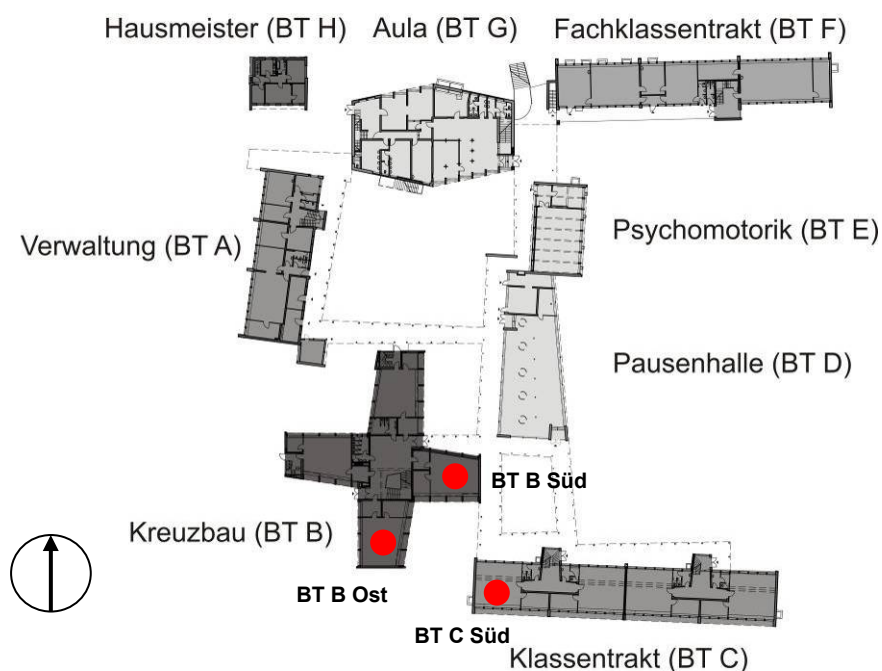 Hausmeister (BT H)
Aula (BT G)
Fachklassentrakt (BT F)
Verwaltung (BT A)
Psychomotorik (BT E)
Pausenhalle (BT D)
BT B Süd
Kreuzbau (BT B)
BT B Ost
BT C Süd
Klassentrakt (BT C)